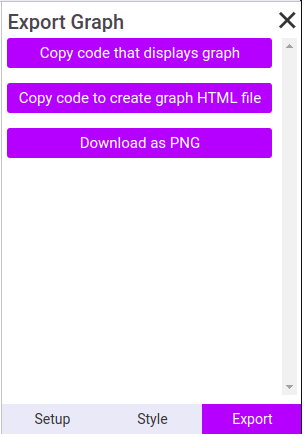 Export Graph
Copy code that displays graph
Copy code to create graph HTML file
Download as PNG
Setup Style Export